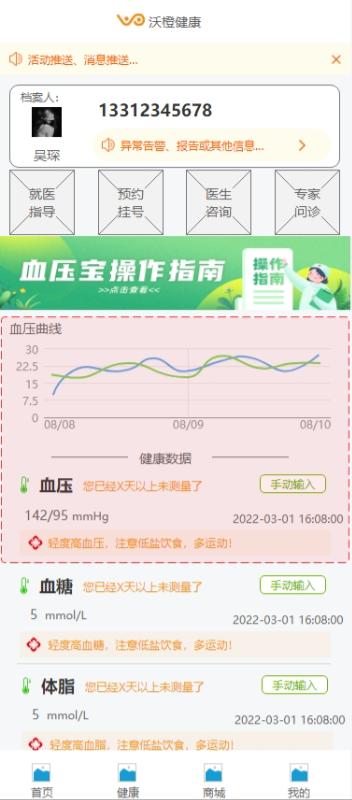 沃橙健康
活动推送、消息推送...
档案人：
13312345678
异常告警、报告或其他信息...
吴琛
就医
指导
预约
挂号
医生
咨询
专家
问诊
血压宝操作指南
>>点击查看<<
操作
指南
血压曲线
30
22.5
15
7.5
0
08/08
08/09
08/10
健康数据
血压 您已经X天以上未测量了 手动输入
142/95 mmHg 2022-03-01 16:08:00
轻度高血压，注意低盐饮食，多运动！
血糖 您已经X天以上未测量了 手动输入
5 mmol/L 2022-03-01 16:08:00
轻度高血糖，注意低盐饮食，多运动！
体脂 您已经X天以上未测量了 手动输入
5 mmol/L 2022-03-01 16:08:00
轻度高血脂，注意低盐饮食，多运动！
首页 健康 商城 我的